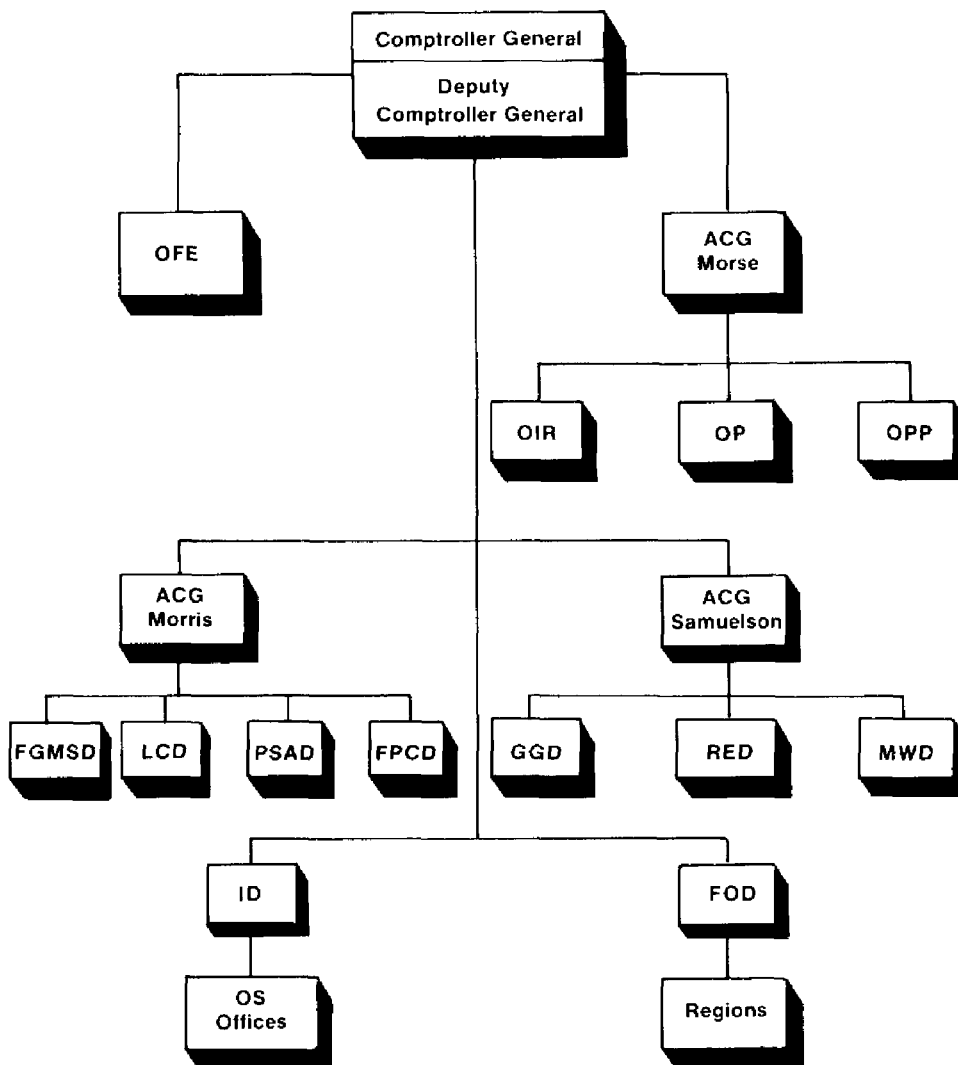 Comptroller General
Deputy
Comptroller General
OFE
ACG
Morse
OIR
OP
OPP
ACG
Morris
ACG
Samuelson
FGMSD
LCD
PSAD
FPCD
GGD
RED
MWD
ID
FOD
OS
Offices
Regions